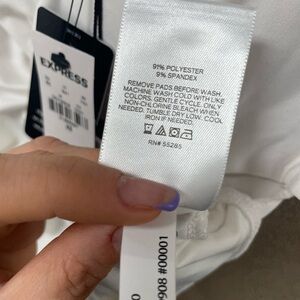 EXPRESS
91% POLYESTER
9% SPANDEX
REMOVE PADS BEFORE WASH.
MACHINE WASH COLD WITH LIKE
COLORS. GENTLE CYCLE. ONLY
NON-CHLORINE BLEACH WHEN
NEEDED. TUMBLE DRY LOW. COOL
IRON IF NEEDED.
RN# 55285
908 #00001